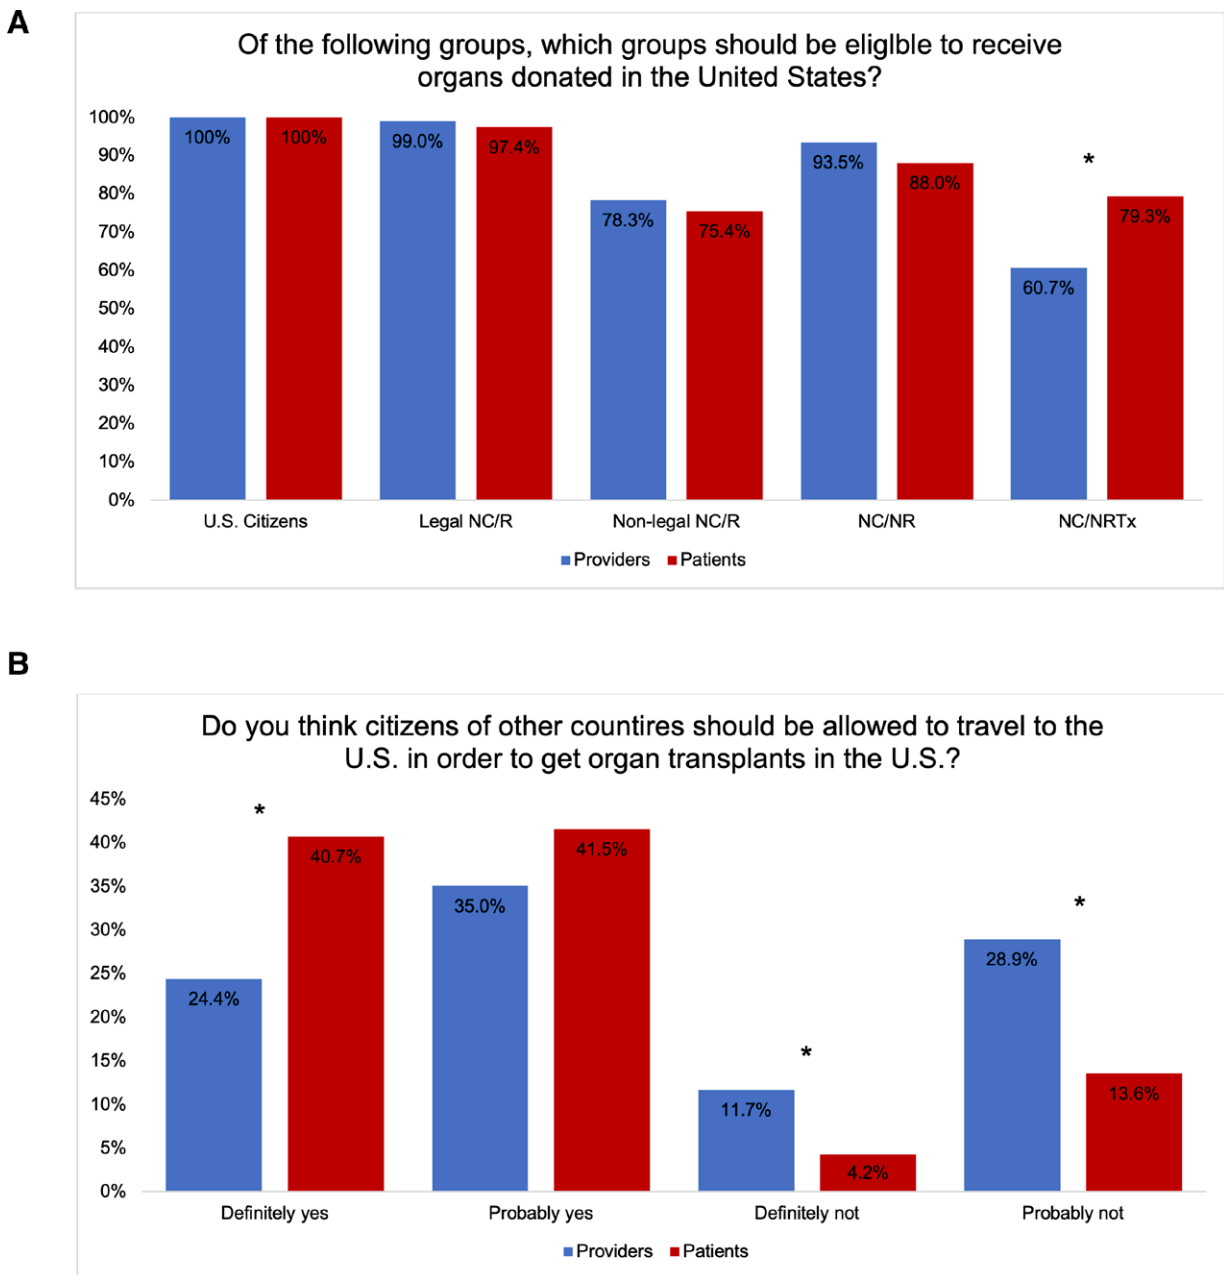 A
Of the following groups, which groups should be eliglble to receive
organs donated in the United States?
100%
90%
80%
70%
60%
50%
40%
30%
20%
10%
0%
100%
100%
99.0%
97.4%
78.3%
75.4%
93.5%
88.0%
*
60.7%
79.3%
U.S. Citizens
Legal NC/R
Non-legal NC/R
NC/NR
NC/NRTx
Providers
Patients
B
Do you think citizens of other countires should be allowed to travel to the
U.S. in order to get organ transplants in the U.S.?
45%
40%
35%
30%
25%
20%
15%
10%
5%
0%
*
24.4%
40.7%
35.0%
41.5%
*
11.7%
4.2%
*
28.9%
13.6%
Definitely yes
Probably yes
Definitely not
Probably not
Providers
Patients